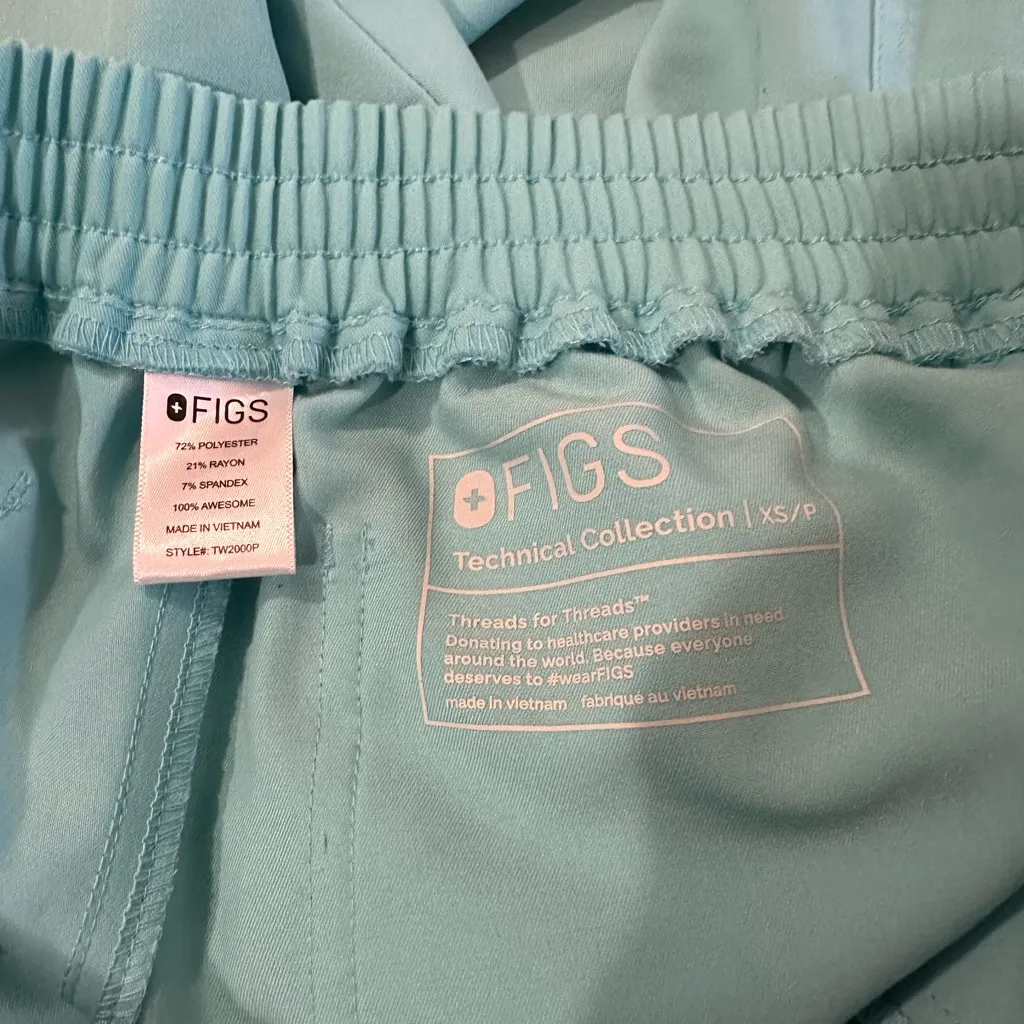 FIGS
72% POLYESTER
21% RAYON
7% SPANDEX
100% AWESOME
MADE IN VIETNAM
STYLE#: TW2000P
FIGS
Technical Collection | XS/P
Threads for Threads™
Donating to healthcare providers in need
around the world. Because everyone
deserves to #wearFIGS
made in vietnam fabrique au vietnam